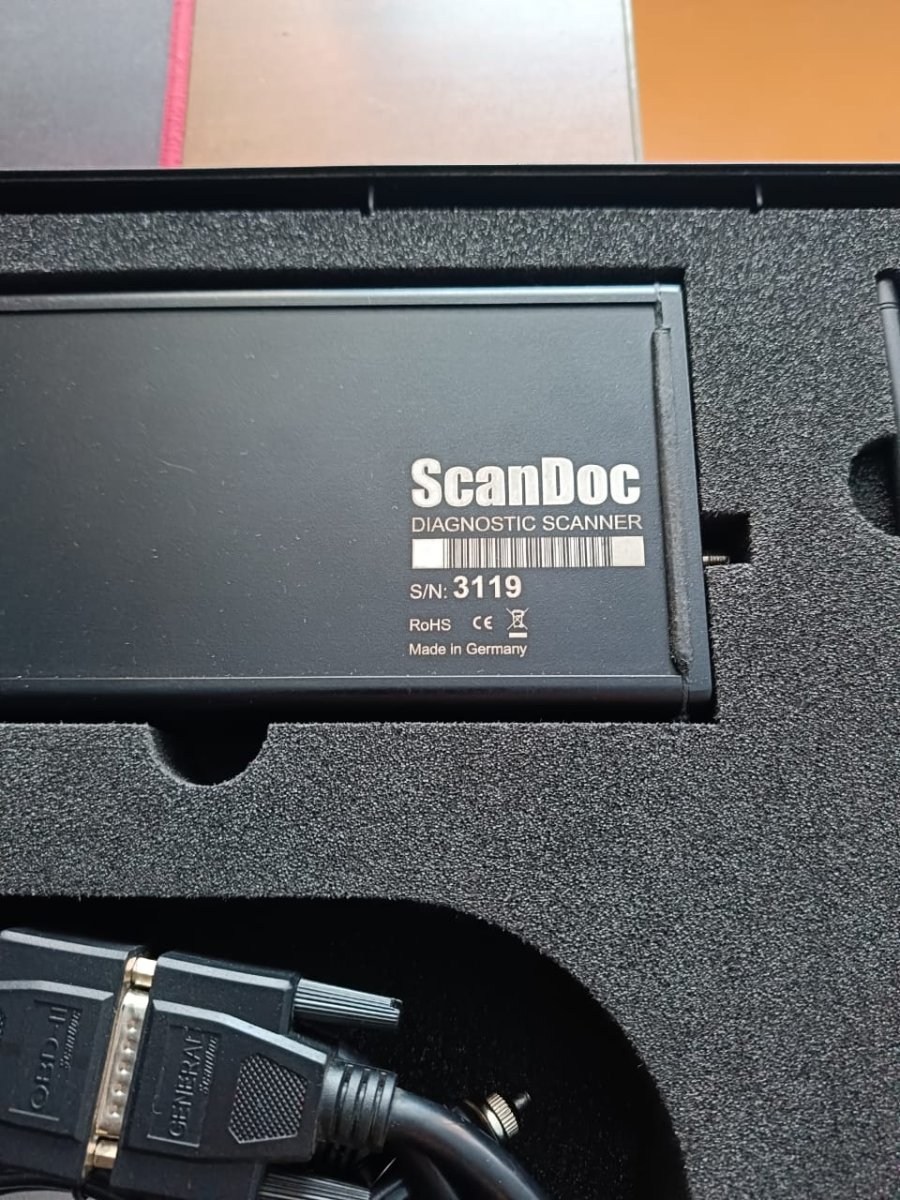 ScanDoc
DIAGNOSTIC SCANNER
S/N: 3119
RoHS CE
Made in Germany
OBD-II
GENERAL